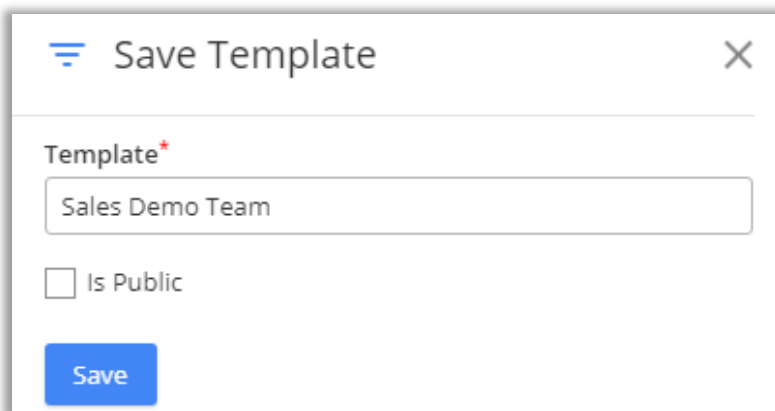 Save Template
Template*
Sales Demo Team
Is Public
Save